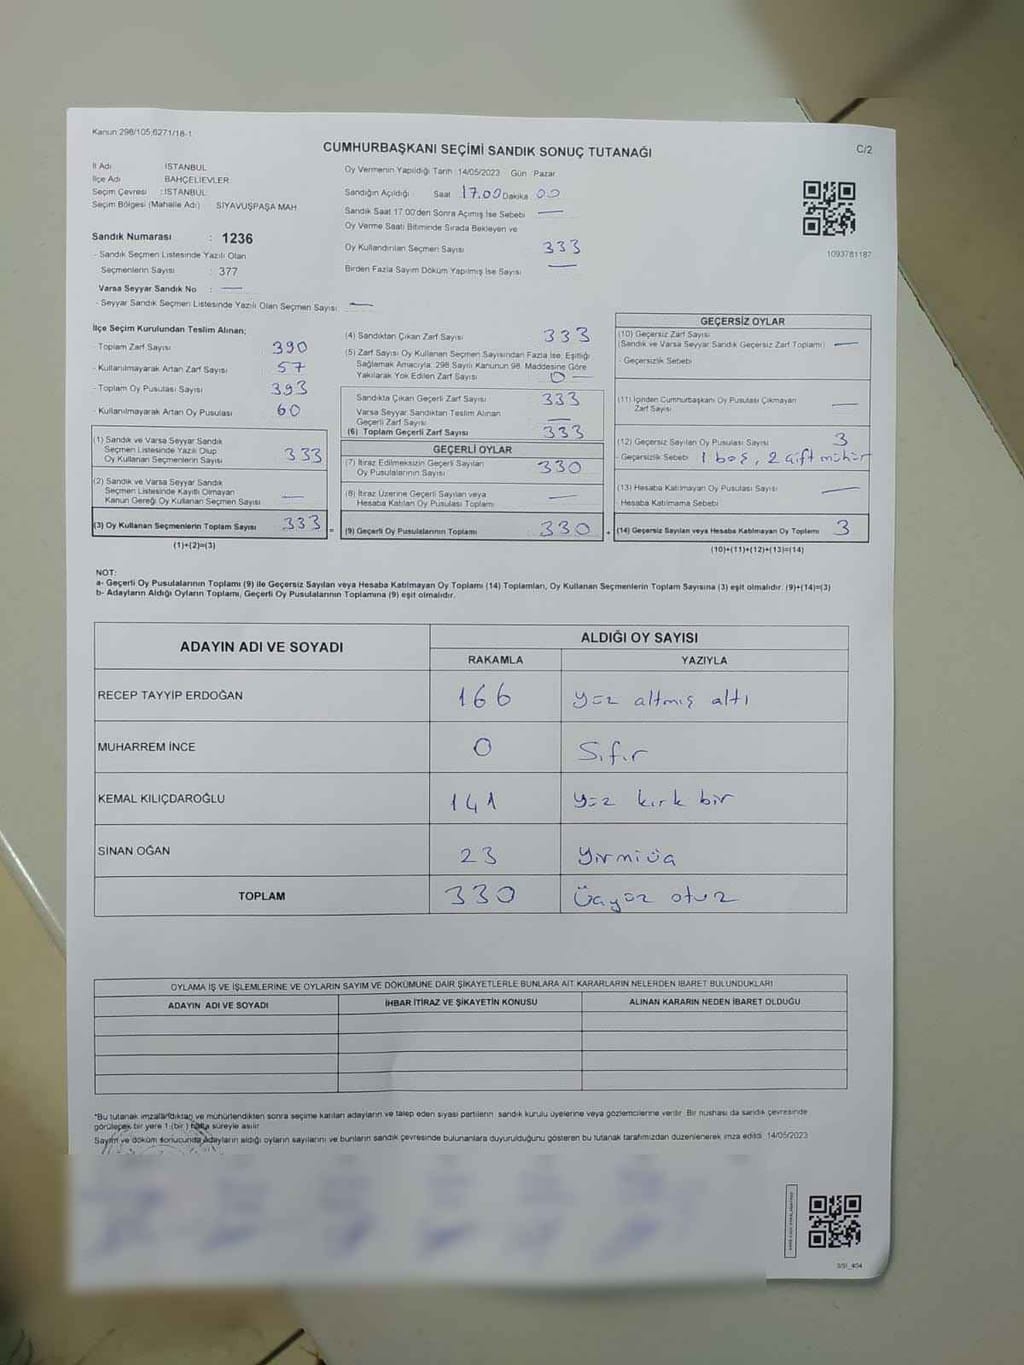 Kanun 298/105;6271/18-1
CUMHURBAŞKANI SEÇİMİ SANDIK SONUÇ TUTANAĞI
C/2
İl Adı : İSTANBUL
İlçe Adı : BAHÇELİEVLER
Seçim Çevresi : İSTANBUL
Seçim Bölgesi (Mahalle Adı) : SİYAVUŞPAŞA MAH.
Sandık Numarası : 1236
- Sandık Seçmen Listesinde Yazılı Olan
Seçmenlerin Sayısı : 377
Varsa Seyyar Sandık No : —
- Seyyar Sandık Seçmen Listesinde Yazılı Olan Seçmen Sayısı : —
Oy Vermenin Yapıldığı Tarih 14/05/2023 Gün Pazar
Sandığın Açıldığı Saat 17.00 Dakika 00
Sandık Saat 17.00'den Sonra Açılmış İse Sebebi —
Oy Verme Saati Bitiminde Sırada Bekleyen ve
Oy Kullandırılan Seçmen Sayısı 333
Birden Fazla Sayım Döküm Yapılmış İse Sayısı —
1093781187
İlçe Seçim Kurulundan Teslim Alınan;
- Toplam Zarf Sayısı 390
- Kullanılmayarak Artan Zarf Sayısı 57
- Toplam Oy Pusulası Sayısı 393
- Kullanılmayarak Artan Oy Pusulası 60
(1) Sandık ve Varsa Seyyar Sandık
Seçmen Listesinde Yazılı Olup
Oy Kullanan Seçmenlerin Sayısı 333
(2) Sandık ve Varsa Seyyar Sandık
Seçmen Listesinde Kayıtlı Olmayan
Kanun Gereği Oy Kullanan Seçmen Sayısı —
(3) Oy Kullanan Seçmenlerin Toplam Sayısı 333 =
(1)+(2)=(3)
(4) Sandıktan Çıkan Zarf Sayısı 333
(5) Zarf Sayısı Oy Kullanan Seçmen Sayısından Fazla İse, Eşitliği
Sağlamak Amacıyla; 298 Sayılı Kanunun 98. Maddesine Göre
Yakılarak Yok Edilen Zarf Sayısı 0 —
Sandıkta Çıkan Geçerli Zarf Sayısı 333
Varsa Seyyar Sandıktan Teslim Alınan
Geçerli Zarf Sayısı —
(6) Toplam Geçerli Zarf Sayısı 333
GEÇERLİ OYLAR
(7) İtiraz Edilmeksizin Geçerli Sayılan
Oy Pusulalarının Sayısı 330
(8) İtiraz Üzerine Geçerli Sayılan veya
Hesaba Katılan Oy Pusulaları Toplamı —
(9) Geçerli Oy Pusulalarının Toplamı 330 +
GEÇERSİZ OYLAR
(10) Geçersiz Zarf Sayısı
(Sandık ve Varsa Seyyar Sandık Geçersiz Zarf Toplamı) —
- Geçersizlik Sebebi
(11) İçinden Cumhurbaşkanı Oy Pusulası Çıkmayan
Zarf Sayısı —
(12) Geçersiz Sayılan Oy Pusulası Sayısı 3
- Geçersizlik Sebebi 1 boş, 2 çift mühür
(13) Hesaba Katılmayan Oy Pusulası Sayısı —
Hesaba Katılmama Sebebi
(14) Geçersiz Sayılan veya Hesaba Katılmayan Oy Toplamı 3
(10)+(11)+(12)+(13)=(14)
NOT:
a- Geçerli Oy Pusulalarının Toplamı (9) ile Geçersiz Sayılan veya Hesaba Katılmayan Oy Toplamı (14) Toplamları, Oy Kullanan Seçmenlerin Toplam Sayısına (3) eşit olmalıdır. (9)+(14)=(3)
b- Adayların Aldığı Oyların Toplamı, Geçerli Oy Pusulalarının Toplamına (9) eşit olmalıdır.
ADAYIN ADI VE SOYADI
ALDIĞI OY SAYISI
RAKAMLA YAZIYLA
RECEP TAYYİP ERDOĞAN 166 yüz altmış altı
MUHARREM İNCE 0 Sıfır
KEMAL KILIÇDAROĞLU 141 yüz kırk bir
SİNAN OĞAN 23 Yirmiüç
TOPLAM 330 Üçyüz otuz
OYLAMA İŞ VE İŞLEMLERİNE VE OYLARIN SAYIM VE DÖKÜMÜNE DAİR ŞİKAYETLERLE BUNLARA AİT KARARLARIN NELERDEN İBARET BULUNDUKLARI
ADAYIN ADI VE SOYADI İHBAR İTİRAZ VE ŞİKAYETİN KONUSU ALINAN KARARIN NEDEN İBARET OLDUĞU
*Bu tutanak imzalandıktan ve mühürlendikten sonra seçime katılan adayların ve talep eden siyasi partilerin sandık kurulu üyelerine veya gözlemcilerine verilir. Bir nüshası da sandık çevresinde
görülecek bir yere 1 (bir ) hafta süreyle asılır.
Sayım ve döküm sonucunda adayların aldığı oyların sayılarını ve bunların sandık çevresinde bulunanlara duyurulduğunu gösteren bu tutanak tarafımızdan düzenlenerek imza edildi. 14/05/2023